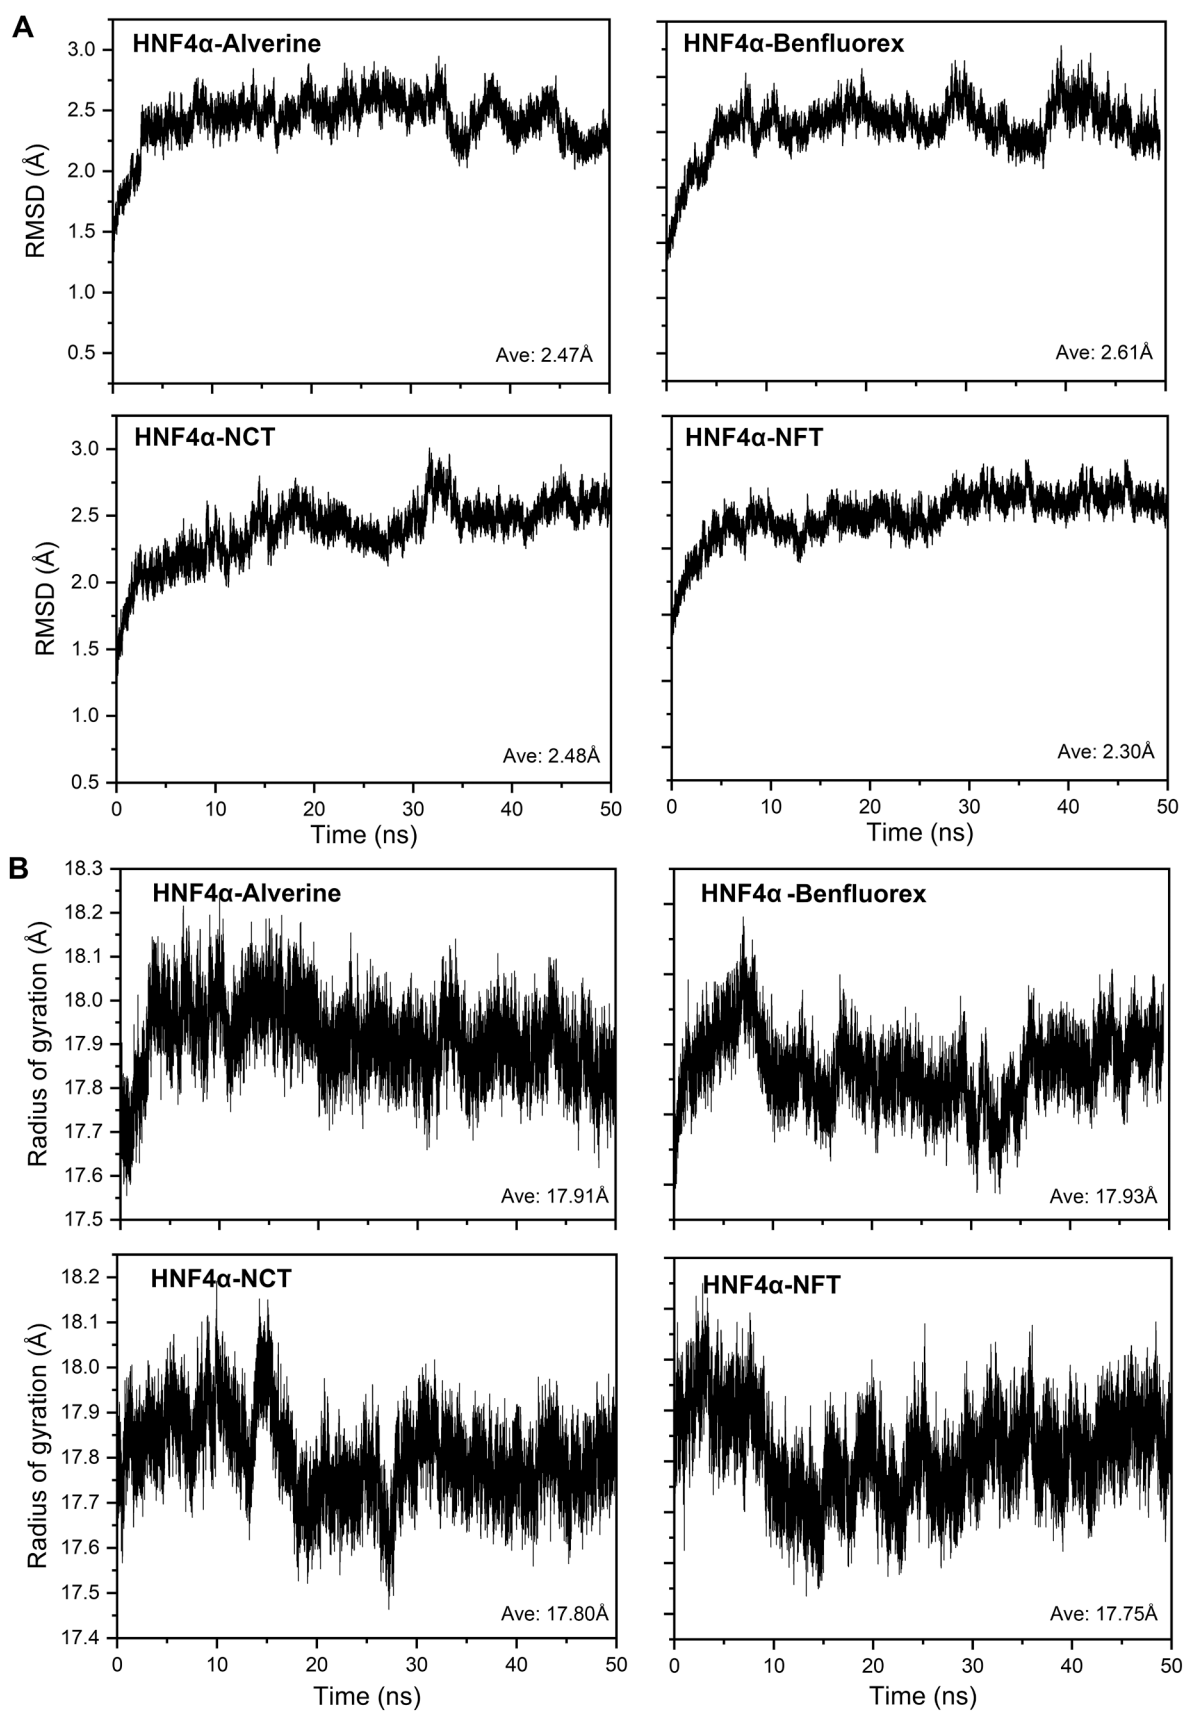 A
HNF4α-Alverine
HNF4α-Benfluorex
3.0
2.5
2.0
1.5
1.0
0.5
RMSD (Å)
Ave: 2.47Å
Ave: 2.61Å
HNF4α-NCT
HNF4α-NFT
3.0
2.5
2.0
1.5
1.0
0.5
RMSD (Å)
Ave: 2.48Å
Ave: 2.30Å
0 10 20 30 40 50
0 10 20 30 40 50
Time (ns)
Time (ns)
B
HNF4α-Alverine
HNF4α -Benfluorex
18.3
18.2
18.1
18.0
17.9
17.8
17.7
17.6
17.5
Radius of gyration (Å)
Ave: 17.91Å
Ave: 17.93Å
HNF4α-NCT
HNF4α-NFT
18.2
18.1
18.0
17.9
17.8
17.7
17.6
17.5
17.4
Radius of gyration (Å)
Ave: 17.80Å
Ave: 17.75Å
0 10 20 30 40 50
0 10 20 30 40 50
Time (ns)
Time (ns)